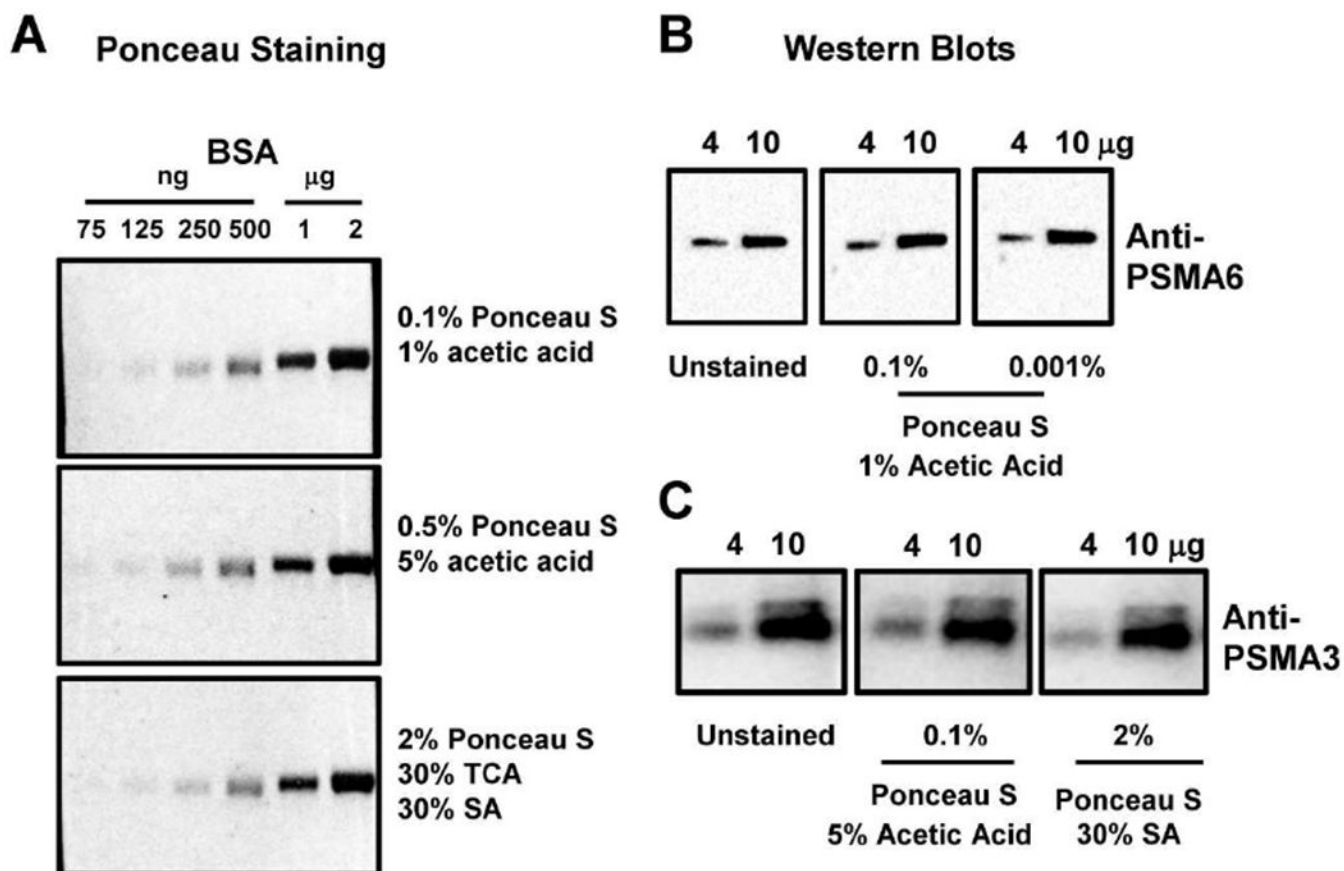 A Ponceau Staining
BSA
ng μg
75 125 250 500 1 2
0.1% Ponceau S
1% acetic acid
0.5% Ponceau S
5% acetic acid
2% Ponceau S
30% TCA
30% SA
B Western Blots
4 10 4 10 4 10 μg
Anti-
PSMA6
Unstained 0.1% 0.001%
Ponceau S
1% Acetic Acid
C
4 10 4 10 4 10 μg
Anti-
PSMA3
Unstained 0.1% 2%
Ponceau S Ponceau S
5% Acetic Acid 30% SA